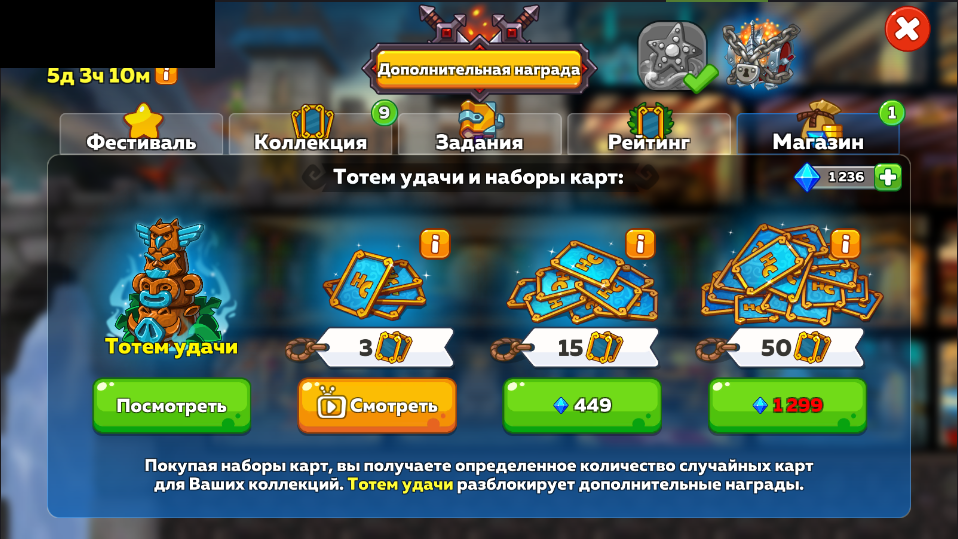 5д 3ч 10м i
Дополнительная награда
Фестиваль
Коллекция 9
Задания
Рейтинг
Магазин 1
Тотем удачи и наборы карт:
1 236
Тотем удачи
3
15
50
Посмотреть
Смотреть
449
1 299
Покупая наборы карт, вы получаете определенное количество случайных карт
для Ваших коллекций. Тотем удачи разблокирует дополнительные награды.